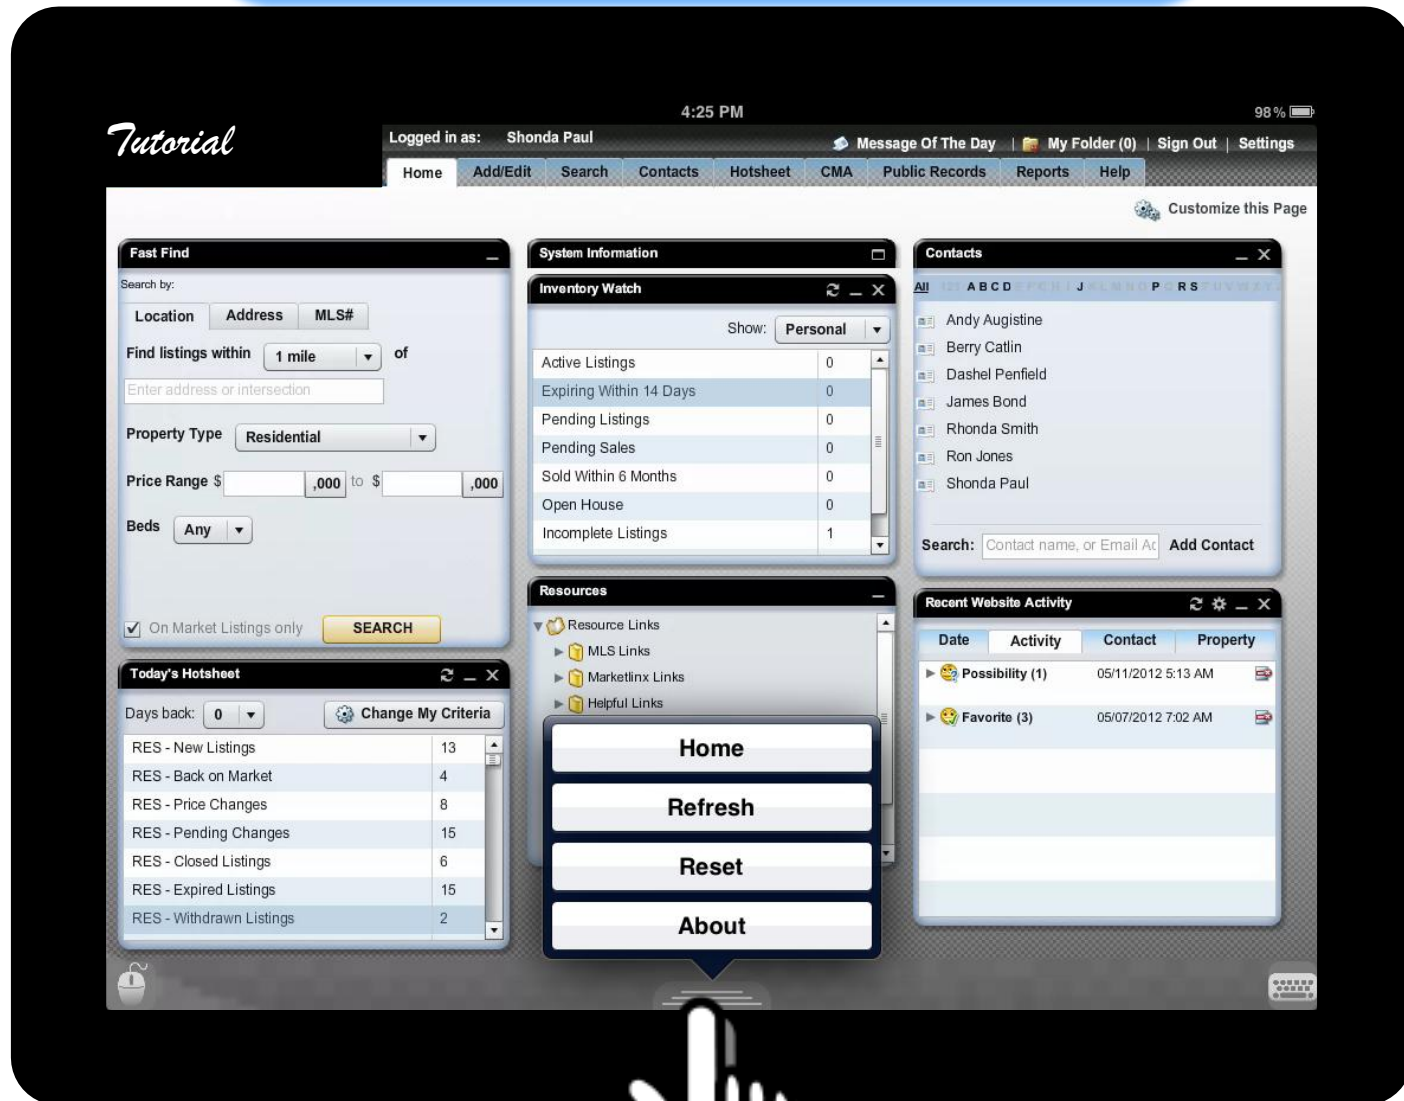 4:25 PM
98%
Tutorial
Logged in as: Shonda Paul
Message Of The Day | My Folder (0) | Sign Out | Settings
Home Add/Edit Search Contacts Hotsheet CMA Public Records Reports Help
Customize this Page
Fast Find
Search by:
Location Address MLS#
Find listings within 1 mile of
Enter address or intersection
Property Type Residential
Price Range $ ,000 to $ ,000
Beds Any
On Market Listings only SEARCH
Today's Hotsheet
Days back: 0 Change My Criteria
RES - New Listings 13
RES - Back on Market 4
RES - Price Changes 8
RES - Pending Changes 15
RES - Closed Listings 6
RES - Expired Listings 15
RES - Withdrawn Listings 2
System Information
Inventory Watch
Show: Personal
Active Listings 0
Expiring Within 14 Days 0
Pending Listings 0
Pending Sales 0
Sold Within 6 Months 0
Open House 0
Incomplete Listings 1
Resources
Resource Links
MLS Links
Marketlinx Links
Helpful Links
Home
Refresh
Reset
About
Contacts
All A B C D J P R S
Andy Augistine
Berry Catlin
Dashel Penfield
James Bond
Rhonda Smith
Ron Jones
Shonda Paul
Search: Contact name, or Email Ac Add Contact
Recent Website Activity
Date Activity Contact Property
Possibility (1) 05/11/2012 5:13 AM
Favorite (3) 05/07/2012 7:02 AM